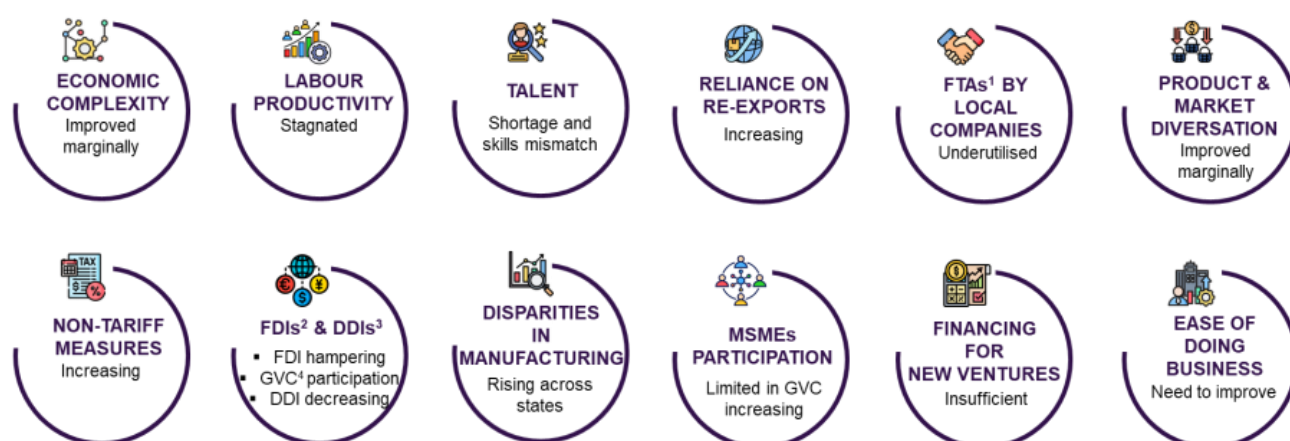 ECONOMIC
COMPLEXITY
Improved
marginally
LABOUR
PRODUCTIVITY
Stagnated
TALENT
Shortage and
skills mismatch
RELIANCE ON
RE-EXPORTS
Increasing
FTAs¹ BY
LOCAL
COMPANIES
Underutilised
PRODUCT &
MARKET
DIVERSATION
Improved
marginally
TAX
$ %
NON-TARIFF
MEASURES
Increasing
€ $ ¥
FDIs² & DDIs³
▪ FDI hampering
▪ GVC⁴ participation
▪ DDI decreasing
DISPARITIES
IN
MANUFACTURING
Rising across
states
MSMEs
PARTICIPATION
Limited in GVC
increasing
FINANCING
FOR
NEW VENTURES
Insufficient
EASE OF
DOING
BUSINESS
Need to improve